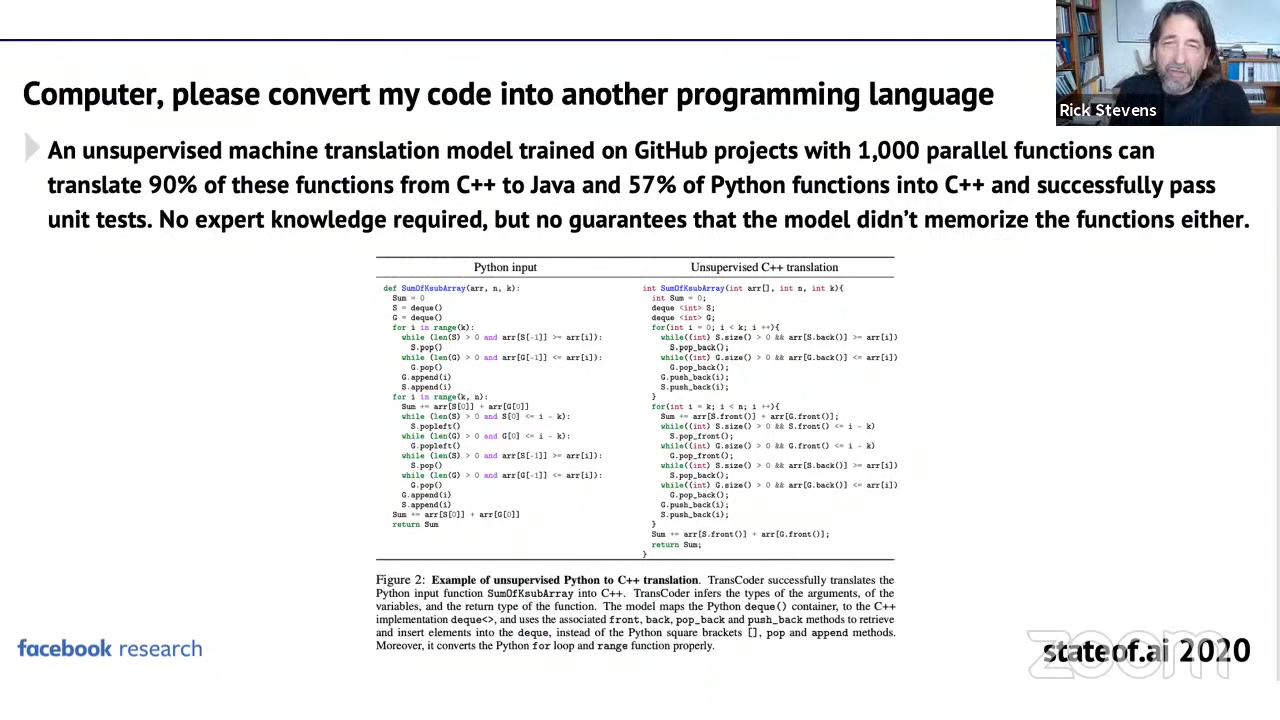 Rick Stevens
Computer, please convert my code into another programming language
An unsupervised machine translation model trained on GitHub projects with 1,000 parallel functions can
translate 90% of these functions from C++ to Java and 57% of Python functions into C++ and successfully pass
unit tests. No expert knowledge required, but no guarantees that the model didn't memorize the functions either.
Python input
def SumOfKsubArray(arr, n, k):
Sum = 0
S = deque()
G = deque()
for i in range(k):
while (len(S) > 0 and arr[S[-1]] >= arr[i]):
S.pop()
while (len(G) > 0 and arr[G[-1]] <= arr[i]):
G.pop()
G.append(i)
S.append(i)
for i in range(k, n):
Sum += arr[S[0]] + arr[G[0]]
while (len(S) > 0 and S[0] <= i - k):
S.popleft()
while (len(G) > 0 and G[0] <= i - k):
G.popleft()
while (len(S) > 0 and arr[S[-1]] >= arr[i]):
S.pop()
while (len(G) > 0 and arr[G[-1]] <= arr[i]):
G.pop()
G.append(i)
S.append(i)
Sum += arr[S[0]] + arr[G[0]]
return Sum
Unsupervised C++ translation
int SumOfKsubArray(int arr[], int n, int k){
int Sum = 0;
deque <int> S;
deque <int> G;
for(int i = 0; i < k; i ++){
while((int) S.size() > 0 && arr[S.back()] >= arr[i])
S.pop_back();
while((int) G.size() > 0 && arr[G.back()] <= arr[i])
G.pop_back();
G.push_back(i);
S.push_back(i);
}
for(int i = k; i < n; i ++){
Sum += arr[S.front()] + arr[G.front()];
while((int) S.size() > 0 && S.front() <= i - k)
S.pop_front();
while((int) G.size() > 0 && G.front() <= i - k)
G.pop_front();
while((int) S.size() > 0 && arr[S.back()] >= arr[i])
S.pop_back();
while((int) G.size() > 0 && arr[G.back()] <= arr[i])
G.pop_back();
G.push_back(i);
S.push_back(i);
}
Sum += arr[S.front()] + arr[G.front()];
return Sum;
}
Figure 2: Example of unsupervised Python to C++ translation. TransCoder successfully translates the
Python input function SumOfKsubArray into C++. TransCoder infers the types of the arguments, of the
variables, and the return type of the function. The model maps the Python deque() container, to the C++
implementation deque<>, and uses the associated front, back, pop_back and push_back methods to retrieve
and insert elements into the deque, instead of the Python square brackets [], pop and append methods.
Moreover, it converts the Python for loop and range function properly.
facebook research
stateof.ai 2020
zoom